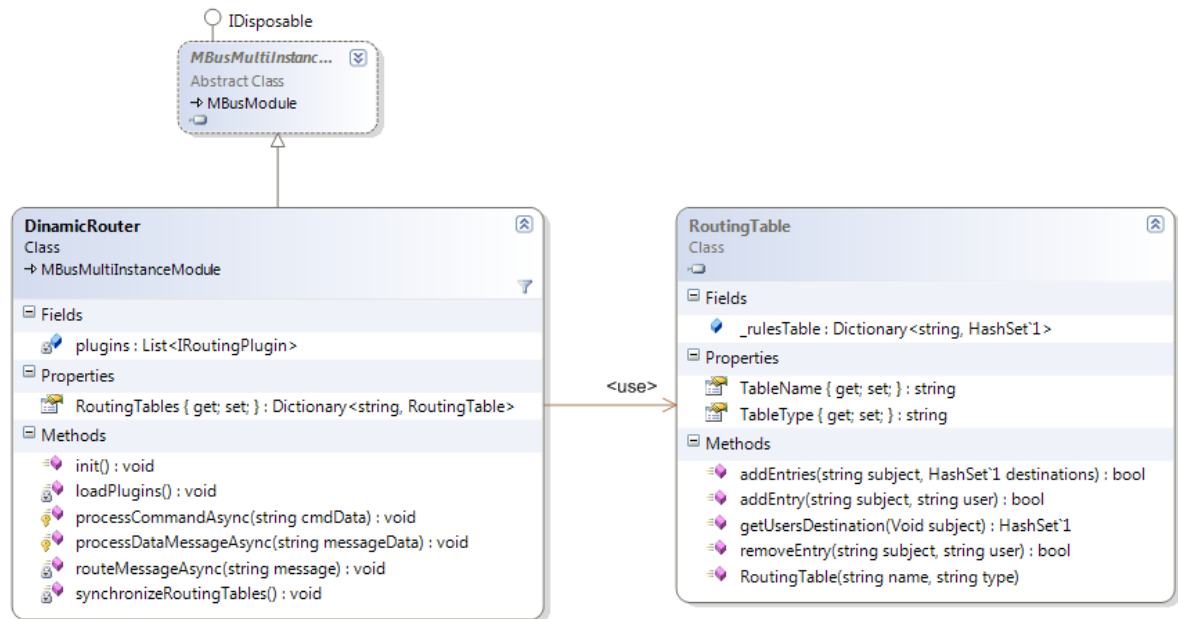 IDisposable
MBusMultiInstanc...
Abstract Class
MBusModule
DinamicRouter
Class
MBusMultiInstanceModule
Fields
plugins : List<IRoutingPlugin>
Properties
RoutingTables { get; set; } : Dictionary<string, RoutingTable>
Methods
init() : void
loadPlugins() : void
processCommandAsync(string cmdData) : void
processDataMessageAsync(string messageData) : void
routeMessageAsync(string message) : void
synchronizeRoutingTables() : void
<use>
RoutingTable
Class
Fields
_rulesTable : Dictionary<string, HashSet`1>
Properties
TableName { get; set; } : string
TableType { get; set; } : string
Methods
addEntries(string subject, HashSet`1 destinations) : bool
addEntry(string subject, string user) : bool
getUsersDestination(Void subject) : HashSet`1
removeEntry(string subject, string user) : bool
RoutingTable(string name, string type)